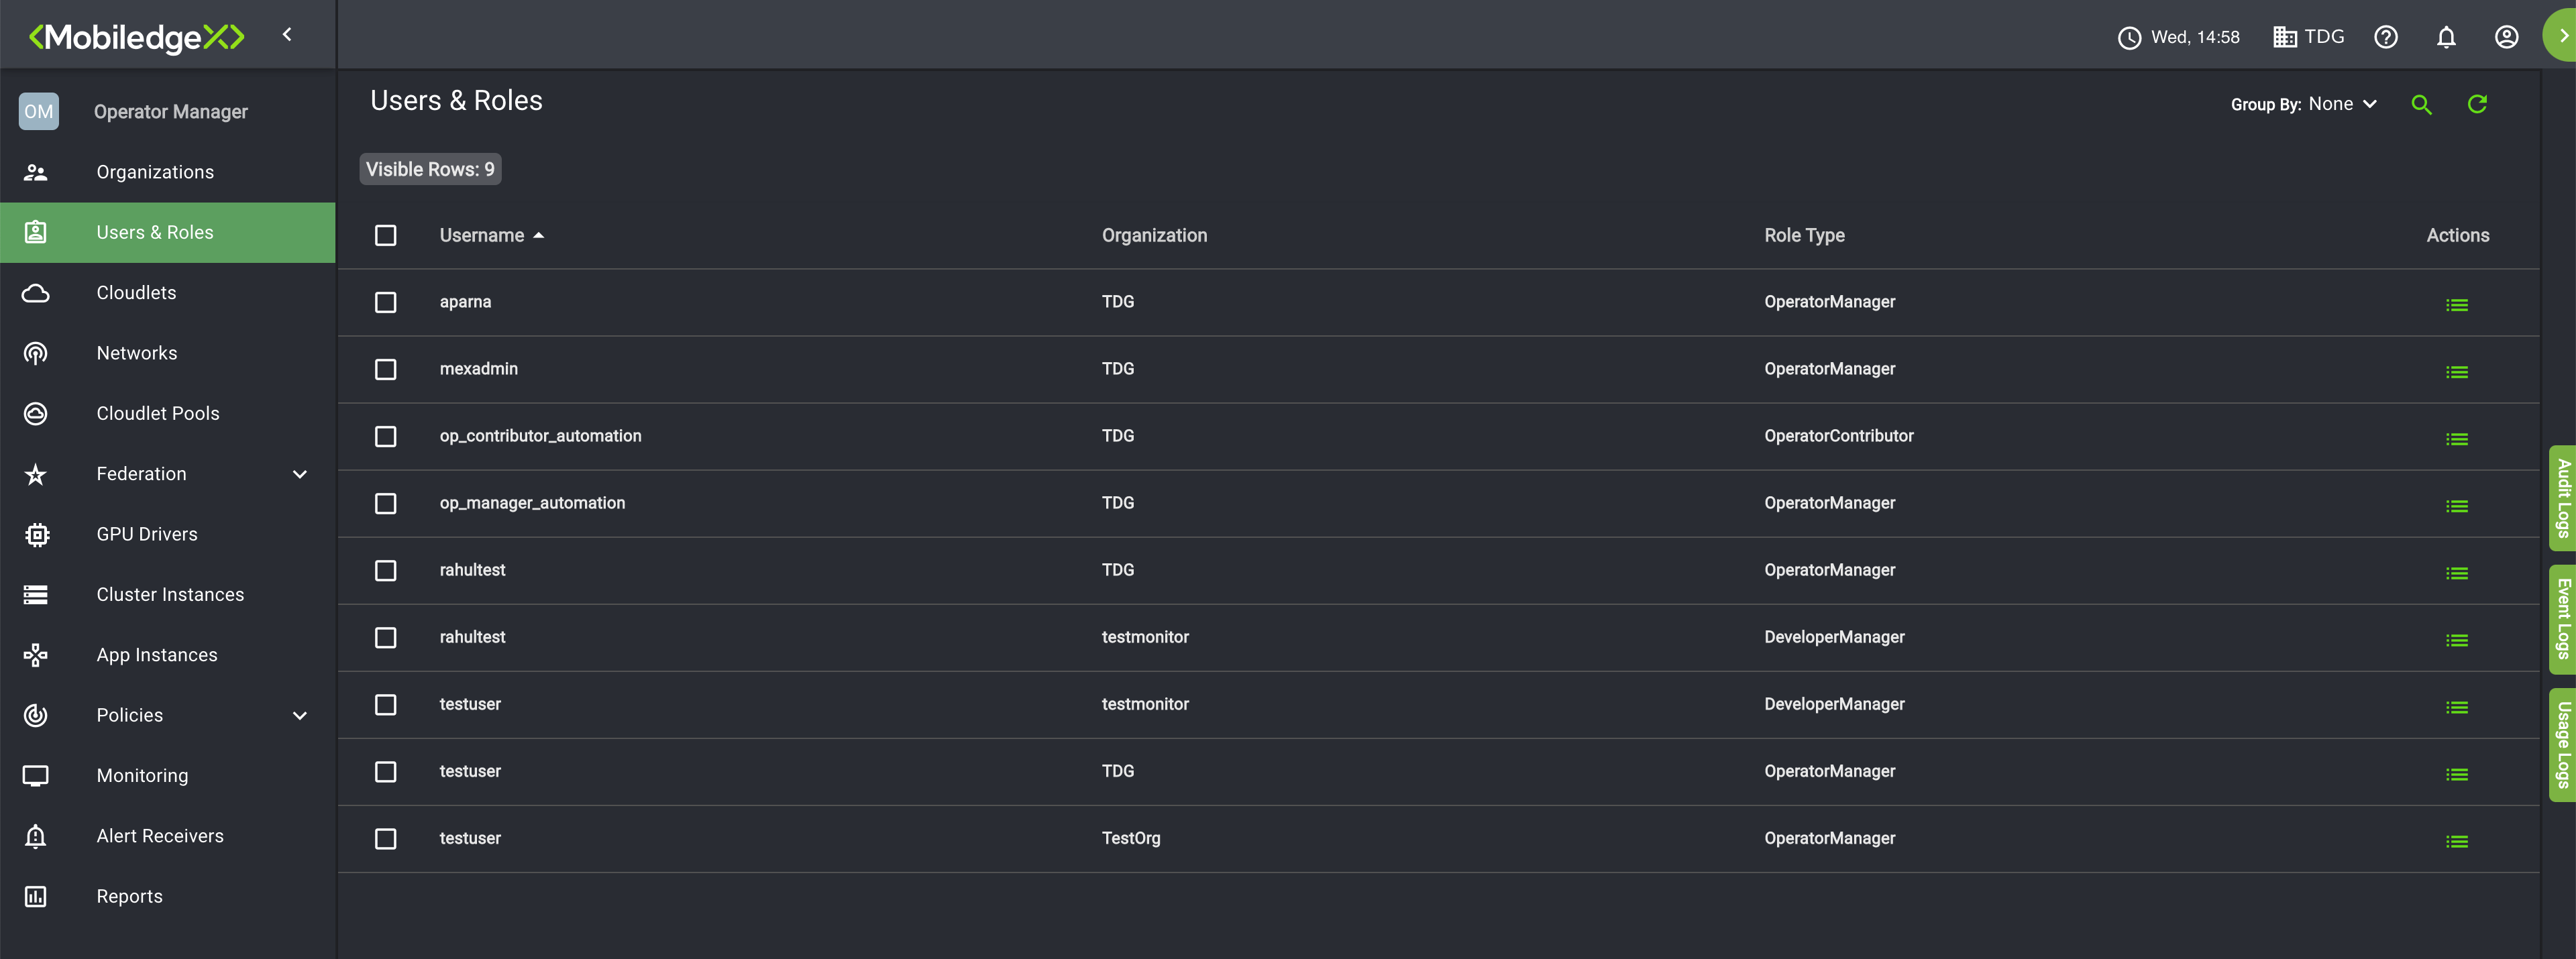 <MobiledgeX>
Wed, 14:58
TDG
OM
Operator Manager
Organizations
Users & Roles
Cloudlets
Networks
Cloudlet Pools
Federation
GPU Drivers
Cluster Instances
App Instances
Policies
Monitoring
Alert Receivers
Reports
Users & Roles
Group By: None
Visible Rows: 9
Username Organization Role Type Actions
aparna TDG OperatorManager
mexadmin TDG OperatorManager
op_contributor_automation TDG OperatorContributor
op_manager_automation TDG OperatorManager
rahultest TDG OperatorManager
rahultest testmonitor DeveloperManager
testuser testmonitor DeveloperManager
testuser TDG OperatorManager
testuser TestOrg OperatorManager
Audit Logs
Event Logs
Usage Logs